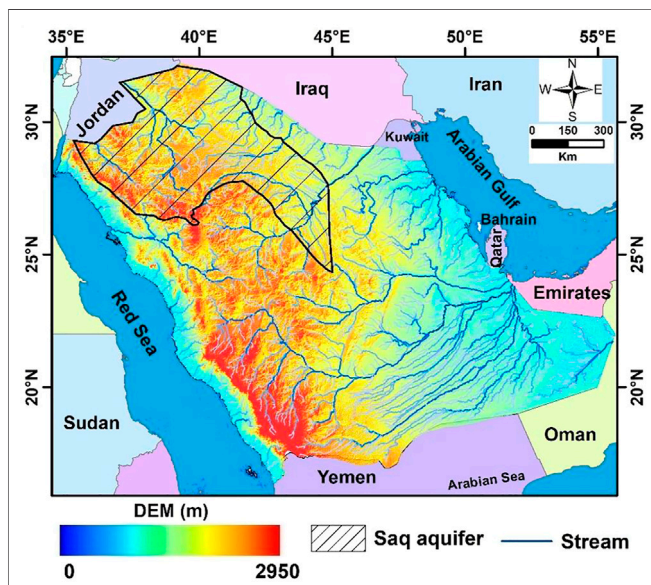 35°E 40°E 45°E 50°E 55°E
N
W E
S
Iraq
Iran
Jordan
0 150 300
Km
30°N 30°N
Kuwait
Arabian Gulf
Bahrain
Qatar
25°N 25°N
Emirates
Red Sea
20°N 20°N
Sudan
Oman
Yemen
Arabian Sea
DEM (m)
0 2950
Saq aquifer
Stream